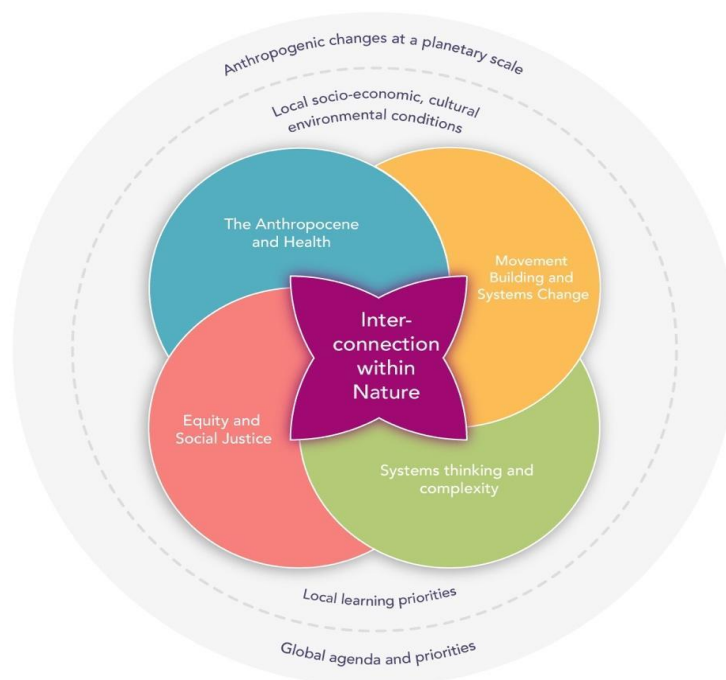 Anthropogenic changes at a planetary scale
Local socio-economic, cultural
environmental conditions
The Anthropocene
and Health
Movement
Building and
Systems Change
Inter-
connection
within
Nature
Equity and
Social Justice
Systems thinking and
complexity
Local learning priorities
Global agenda and priorities